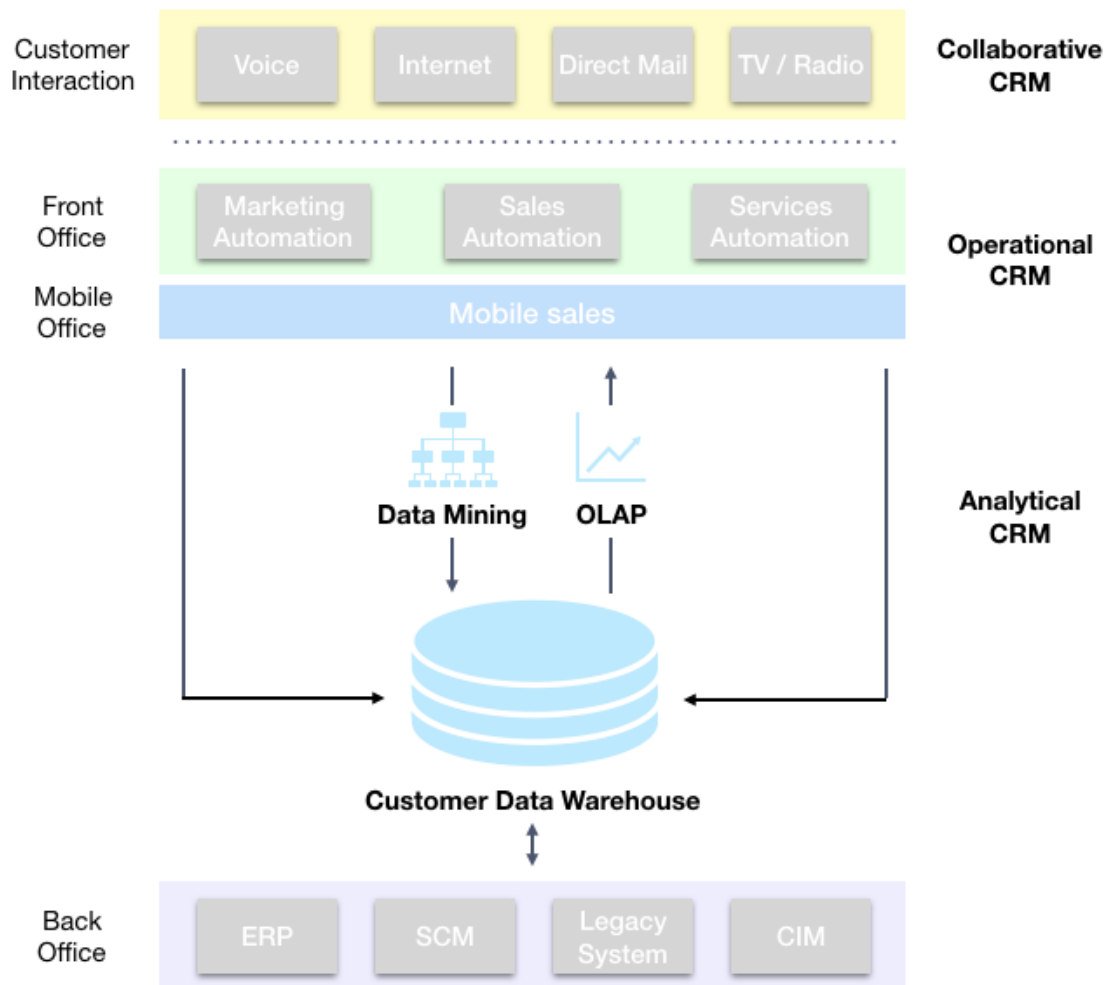 Customer
Interaction
Voice
Internet
Direct Mail
TV / Radio
Collaborative
CRM
Front
Office
Marketing
Automation
Sales
Automation
Services
Automation
Operational
CRM
Mobile
Office
Mobile sales
Data Mining
OLAP
Analytical
CRM
Customer Data Warehouse
Back
Office
ERP
SCM
Legacy
System
CIM